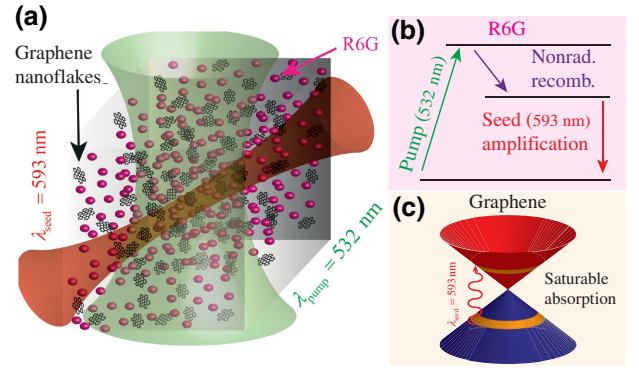 (a)
Graphene
nanoflakes
R6G
λseed = 593 nm
λpump = 532 nm
(b)
R6G
Pump (532 nm)
Nonrad.
recomb.
Seed (593 nm)
amplification
(c)
Graphene
λseed = 593 nm
Saturable
absorption